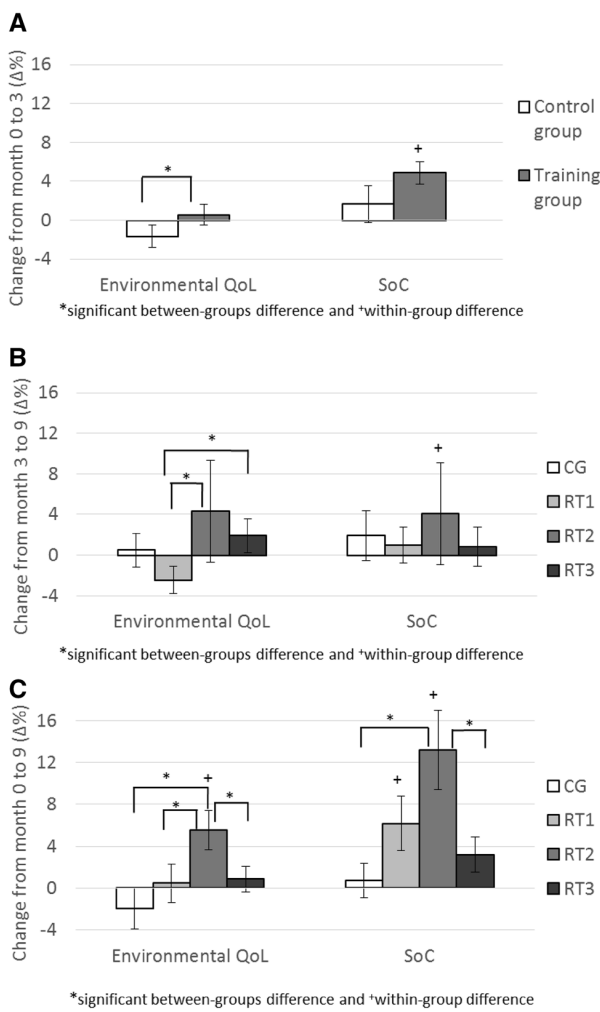 A
Change from month 0 to 3 (Δ%)
16
12
8
4
0
-4
*
+
Environmental QoL
SoC
Control
group
Training
group
*significant between-groups difference and +within-group difference
B
Change from month 3 to 9 (Δ%)
16
12
8
4
0
-4
*
*
+
Environmental QoL
SoC
CG
RT1
RT2
RT3
*significant between-groups difference and +within-group difference
C
Change from month 0 to 9 (Δ%)
16
12
8
4
0
-4
*
+
*
*
*
+
+
*
Environmental QoL
SoC
CG
RT1
RT2
RT3
*significant between-groups difference and +within-group difference